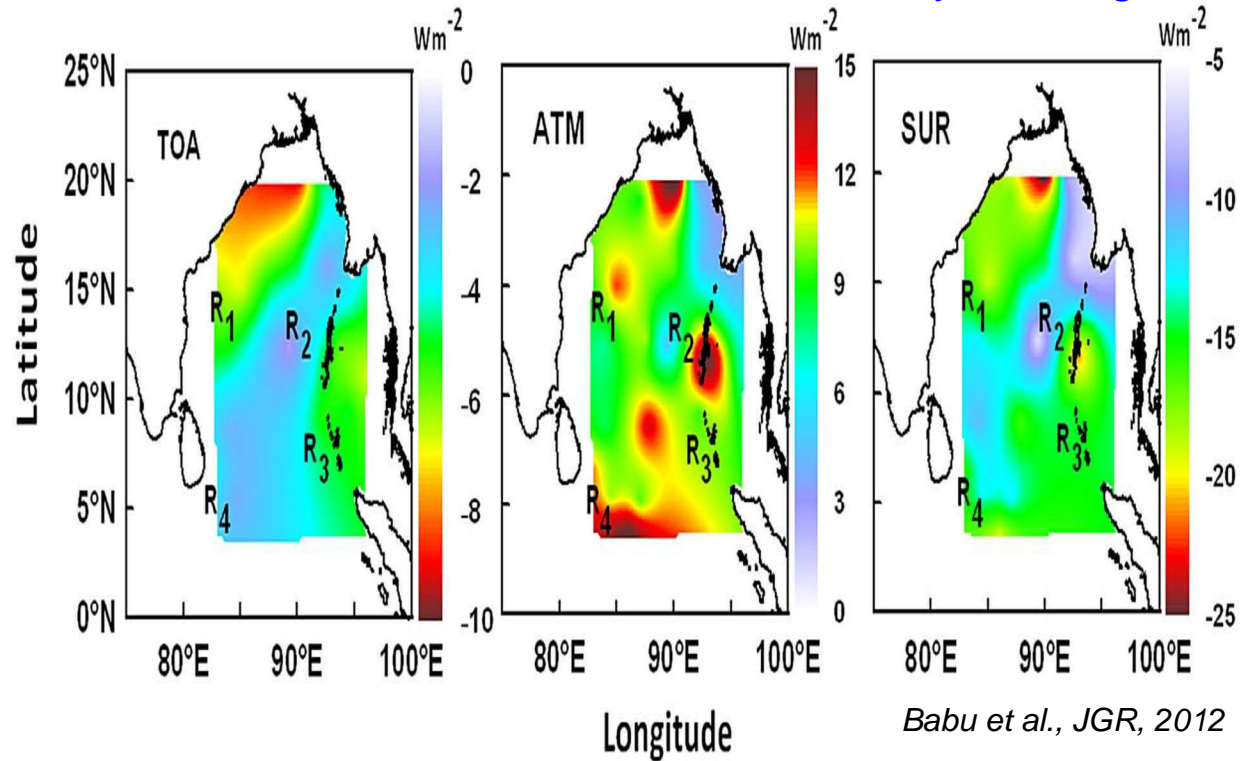 Wm-2
Wm-2
Wm-2
25°N
20°N
15°N
10°N
5°N
0°N
Latitude
TOA
R1
R2
R3
R4
0
-2
-4
-6
-8
-10
80°E
90°E
100°E
ATM
R1
R2
R3
R4
15
12
9
6
3
0
80°E
90°E
100°E
SUR
R1
R2
R3
R4
-5
-10
-15
-20
-25
80°E
90°E
100°E
Longitude
Babu et al., JGR, 2012